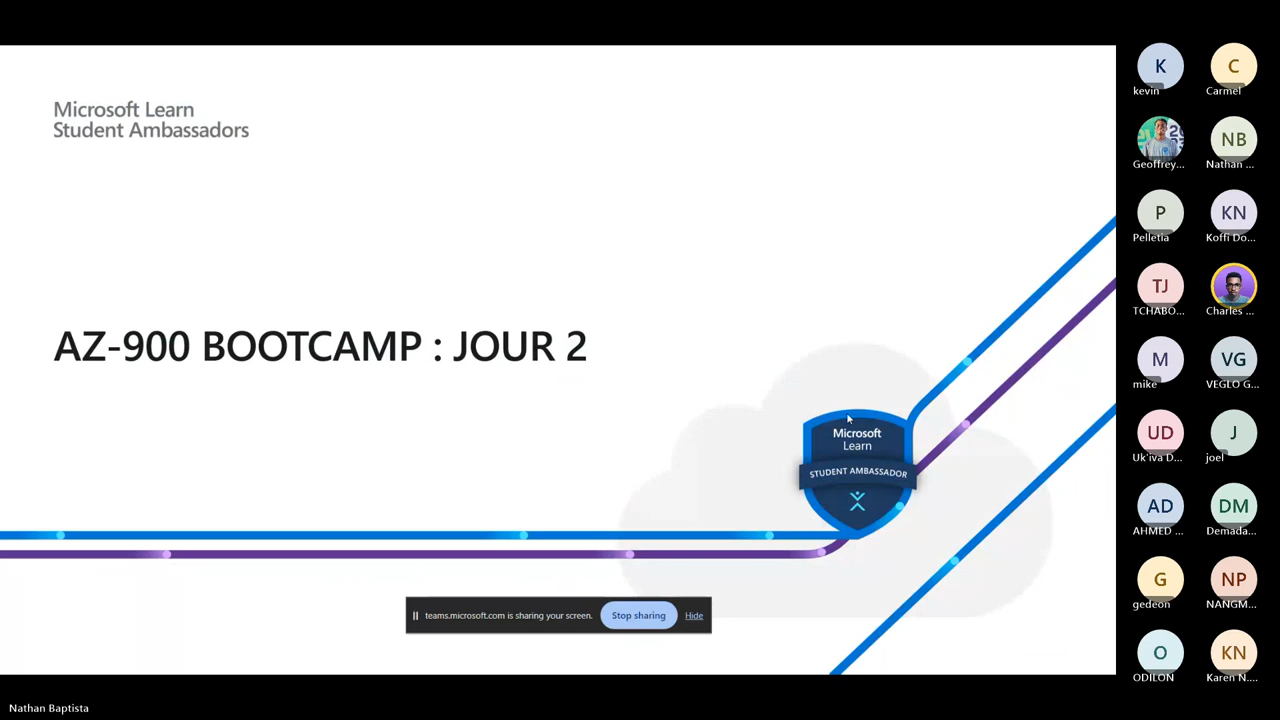 Microsoft Learn
Student Ambassadors
AZ-900 BOOTCAMP : JOUR 2
Microsoft
Learn
STUDENT AMBASSADOR
teams.microsoft.com is sharing your screen.
Stop sharing
Hide
K
kevin
C
Carmel
Geoffrey...
NB
Nathan ...
P
Pelletia
KN
Koffi Do...
TJ
TCHABO...
Charles ...
M
mike
VG
VEGLO G...
UD
Uk'iva D...
J
joel
AD
AHMED ...
DM
Demada...
G
gedeon
NP
NANGM...
O
ODILON
KN
Karen N....
Nathan Baptista